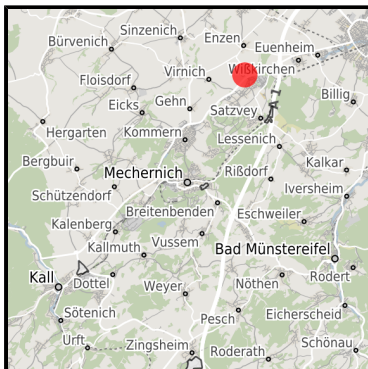 Sinzenich
Enzen
Bürvenich
Euenheim
Virnich
Wißkirchen
Floisdorf
Billig
Eicks
Gehn
Satzvey
A 1
Hergarten
Kommern
Lessenich
Bergbuir
Mechernich
Rißdorf
Kalkar
Schützendorf
Iversheim
Breitenbenden
Eschweiler
Kalenberg
Kallmuth
Vussem
Bad Münstereifel
Kall
Dottel
Weyer
Nöthen
Rodert
Sötenich
Pesch
Eicherscheid
Urft
Zingsheim
Roderath
Schönau